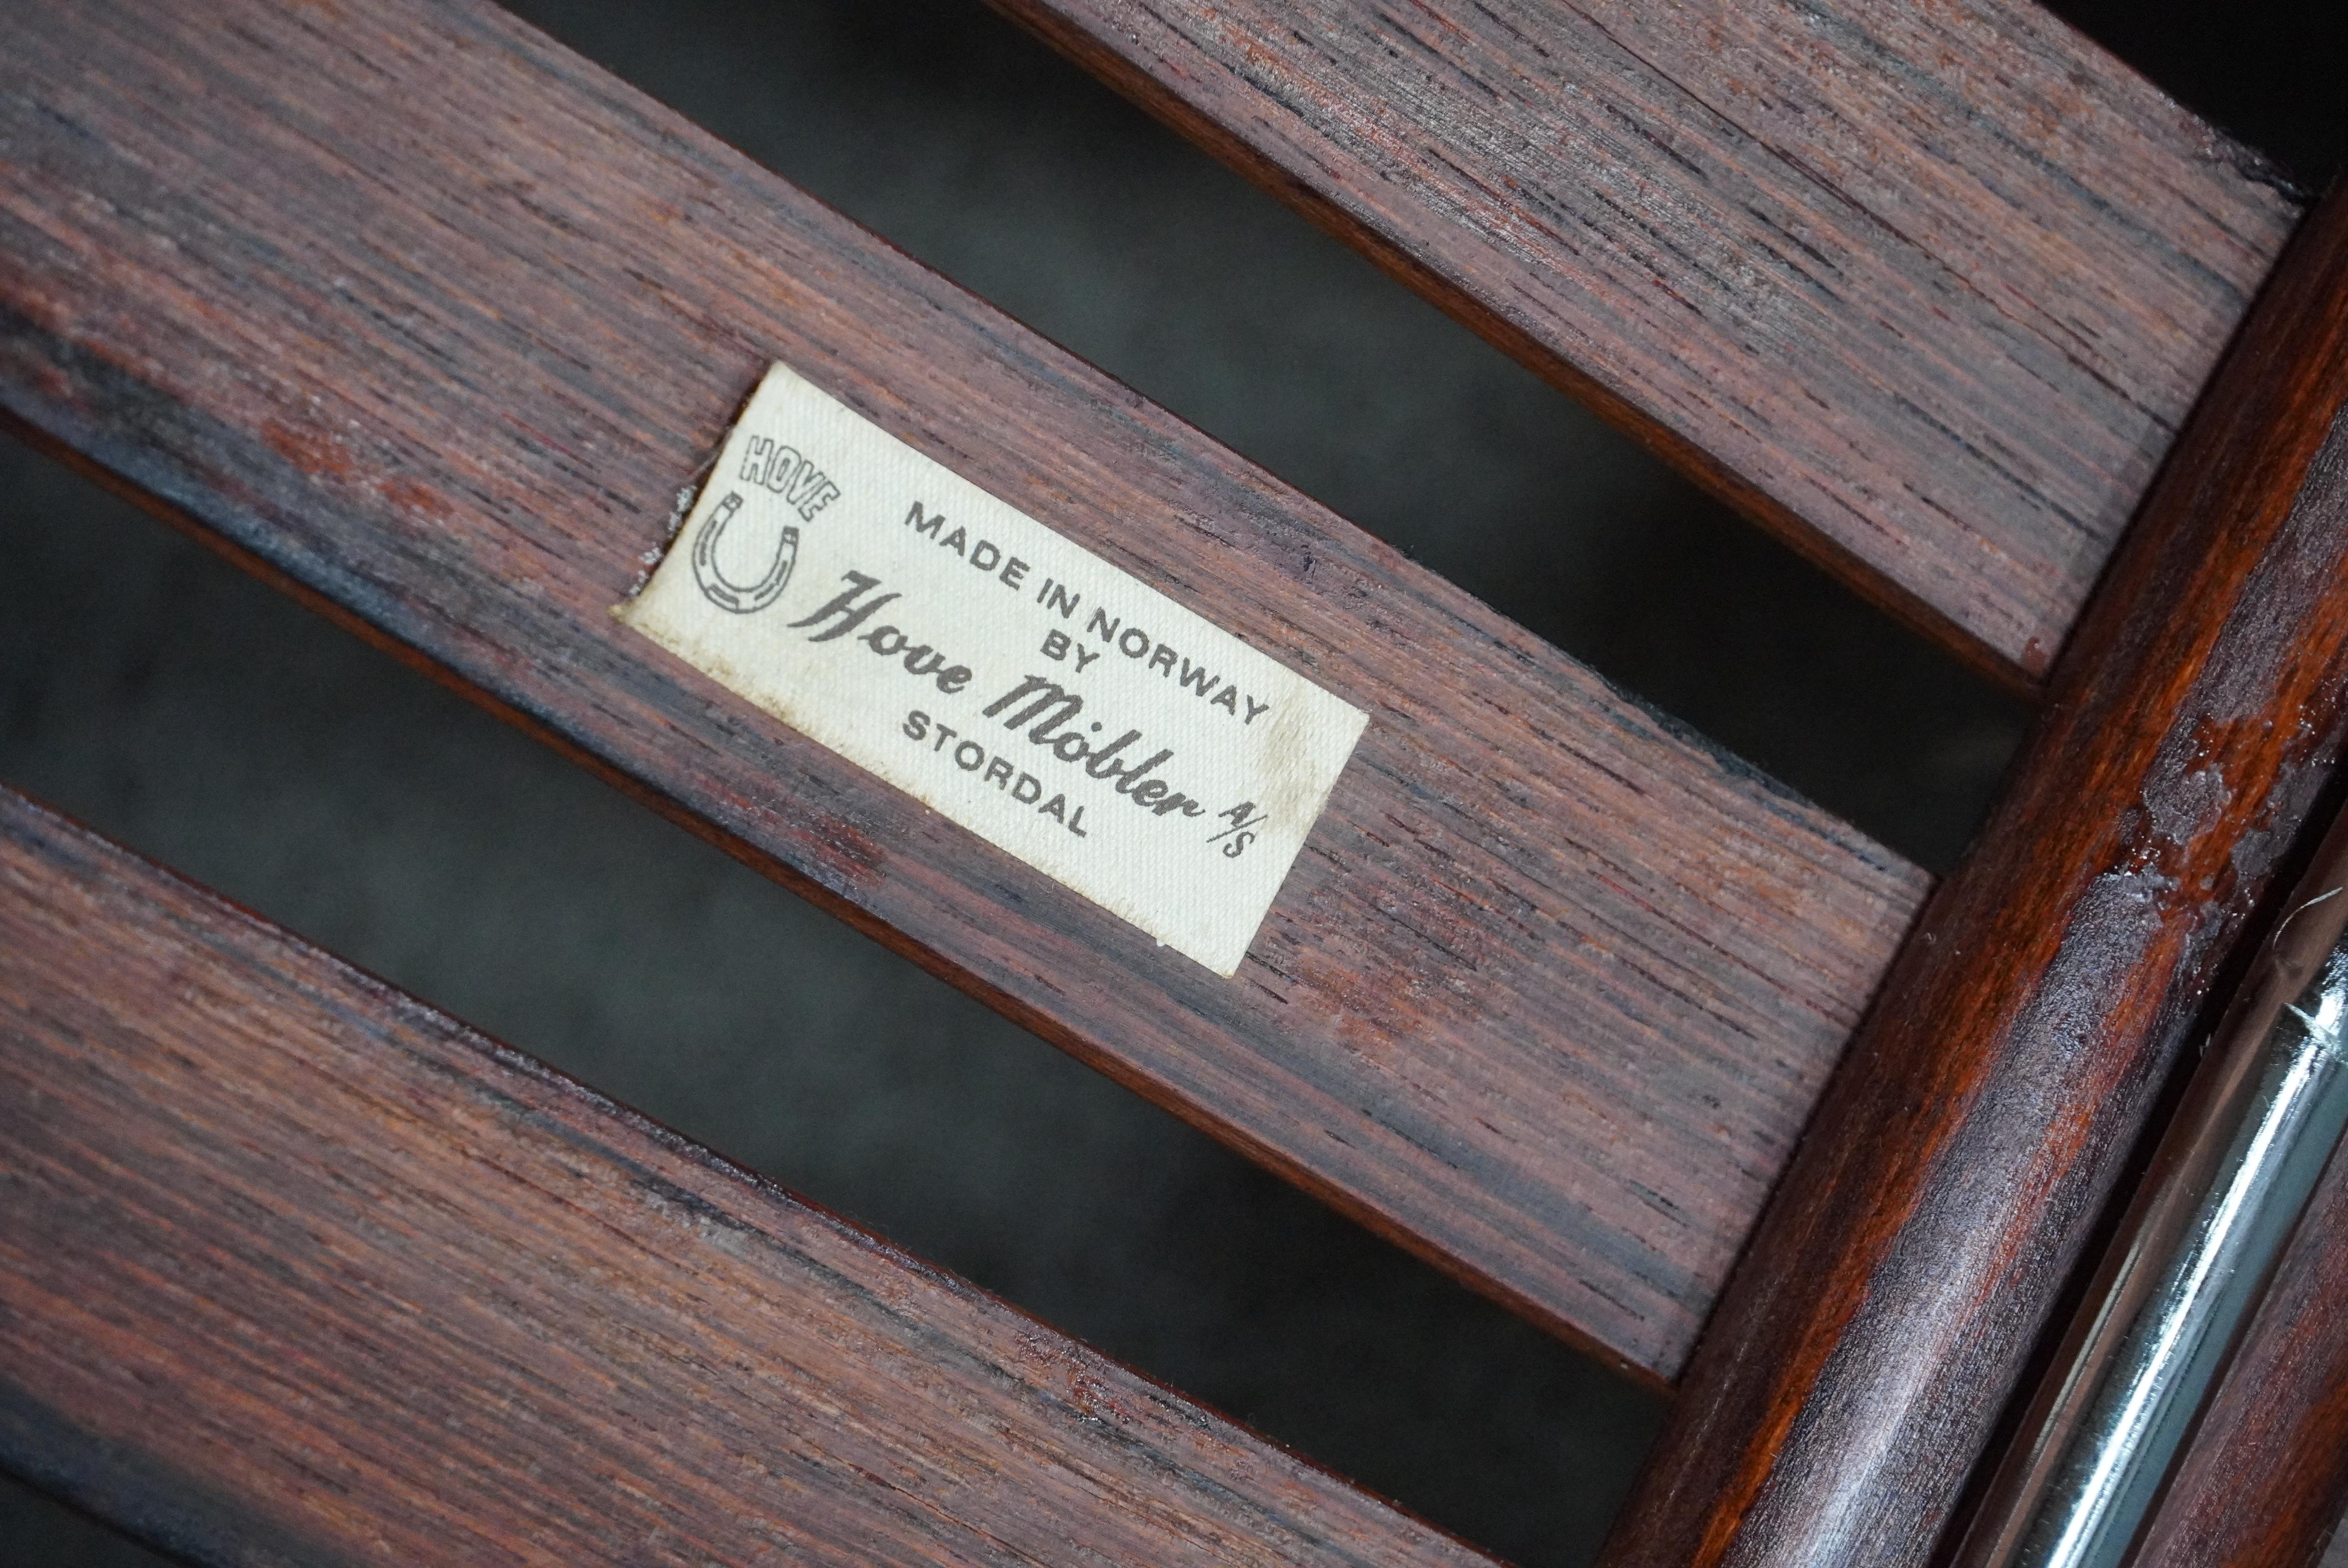 HOVE
MADE IN NORWAY
BY
Hove Möbler A/S
STORDAL